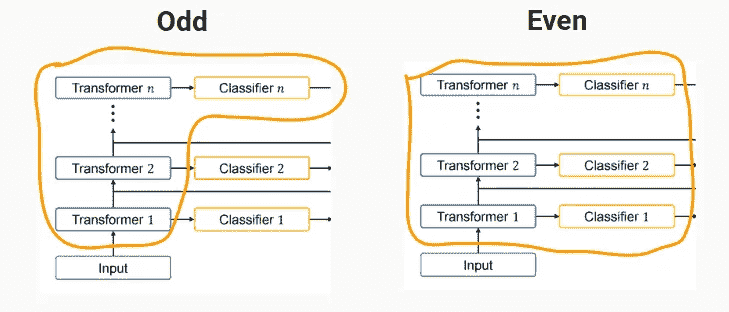 Odd
Even
Transformer n
Classifier n
Transformer 2
Classifier 2
Transformer 1
Classifier 1
Input
Transformer n
Classifier n
Transformer 2
Classifier 2
Transformer 1
Classifier 1
Input